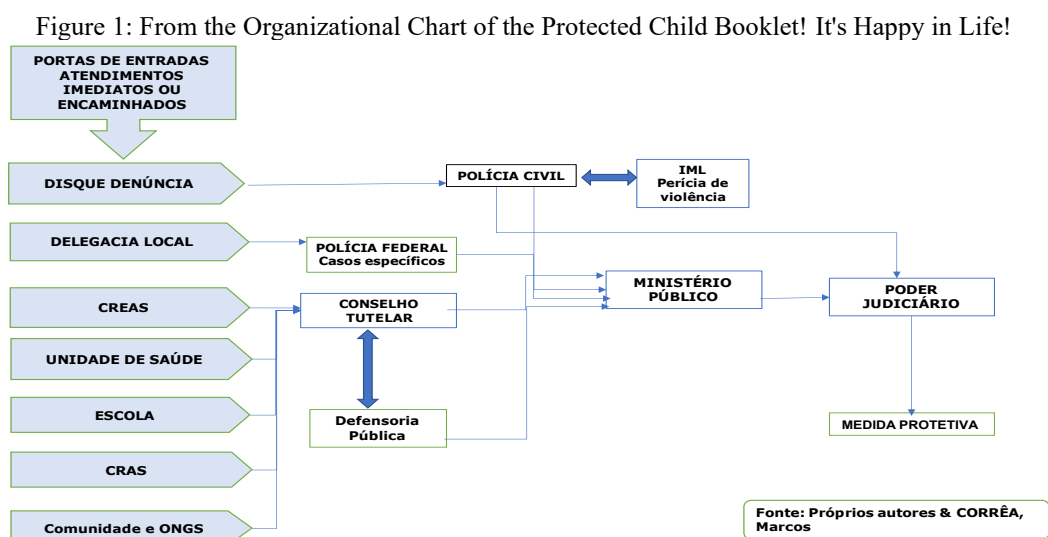 Figure 1: From the Organizational Chart of the Protected Child Booklet! It's Happy in Life!
PORTAS DE ENTRADAS
ATENDIMENTOS
IMEDIATOS OU
ENCAMINHADOS
DISQUE DENÚNCIA
POLÍCIA CIVIL
IML
Perícia de
violência
DELEGACIA LOCAL
POLÍCIA FEDERAL
Casos específicos
CREAS
CONSELHO
TUTELAR
MINISTÉRIO
PÚBLICO
PODER
JUDICIÁRIO
UNIDADE DE SAÚDE
ESCOLA
Defensoria
Pública
MEDIDA PROTETIVA
CRAS
Comunidade e ONGS
Fonte: Próprios autores & CORRÊA,
Marcos